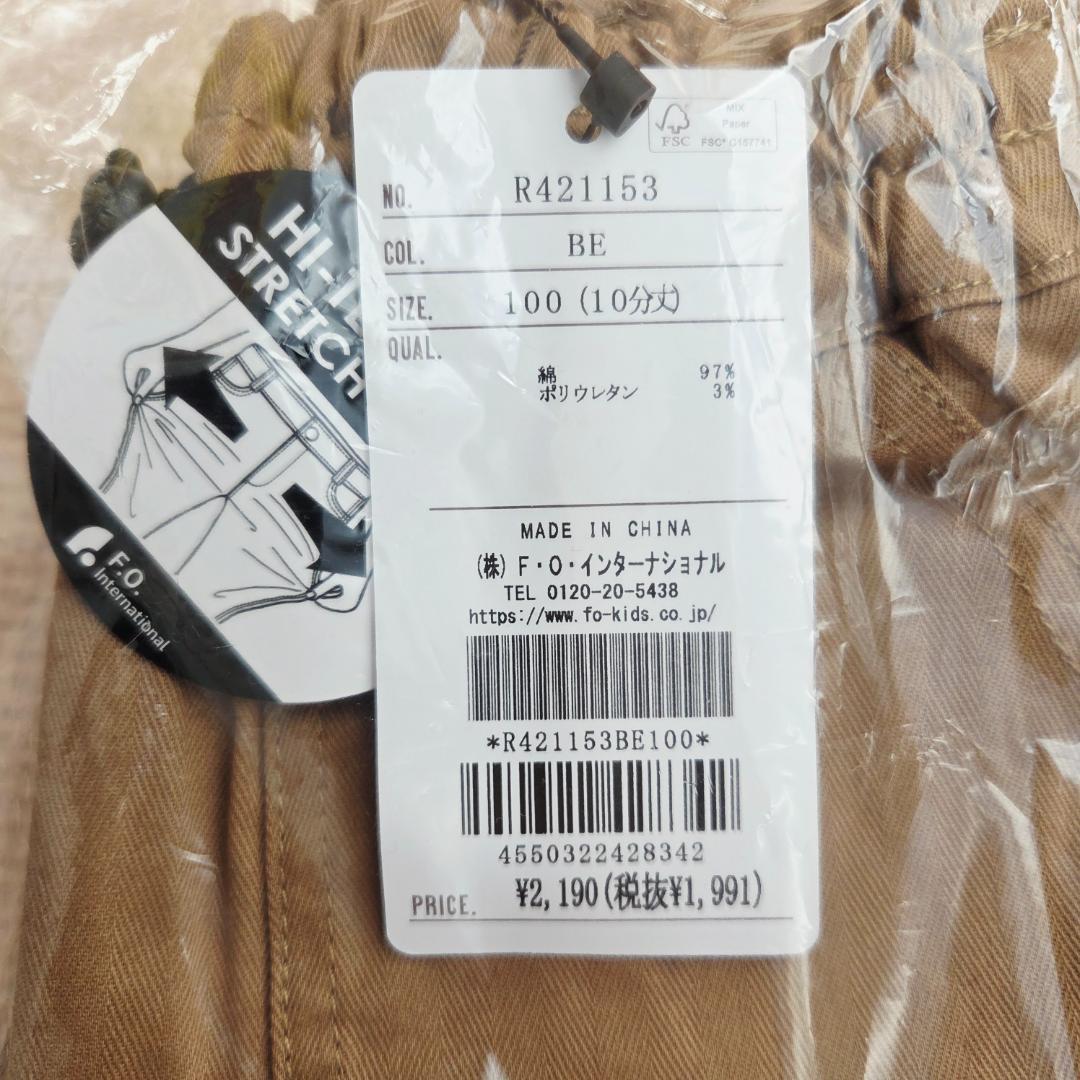 MIX
Paper
FSC® C157741
FSC
NO. R421153
COL. BE
SIZE. 100 (10分丈)
QUAL.
綿 97%
ポリウレタン 3%
MADE IN CHINA
(株) F・O・インターナショナル
TEL 0120-20-5438
https://www.fo-kids.co.jp/
*R421153BE100*
4550322428342
PRICE. ¥2,190(税抜¥1,991)
STRETCH
F.O.
International